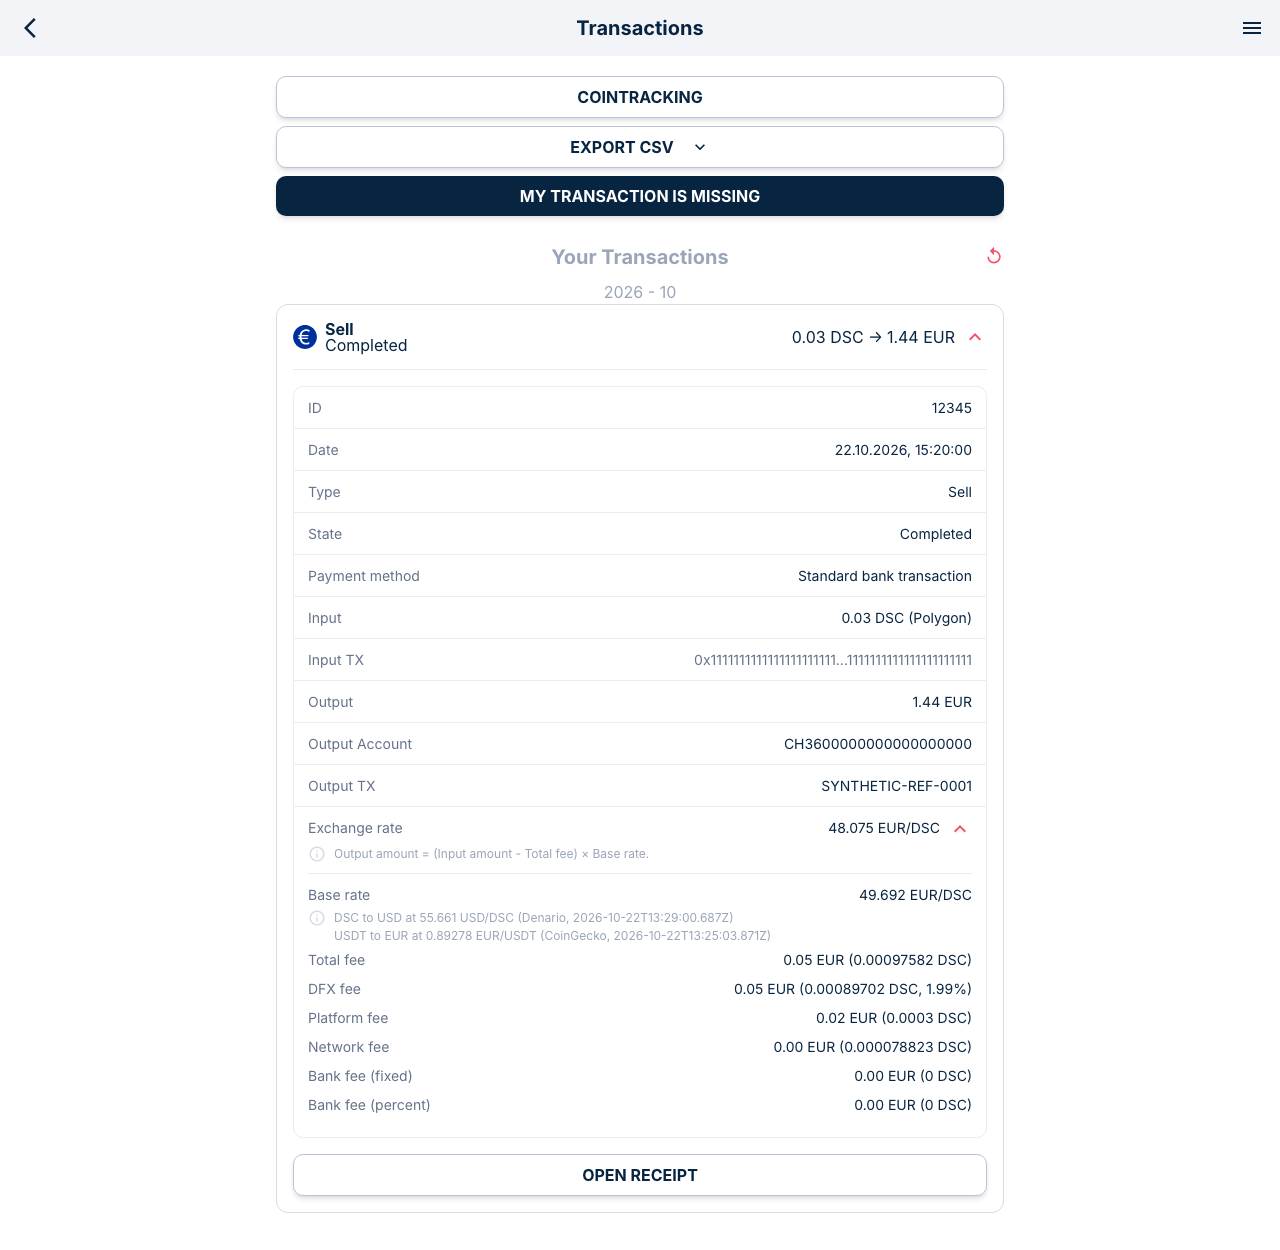 Transactions
COINTRACKING
EXPORT CSV
MY TRANSACTION IS MISSING
Your Transactions
2026 - 10
€ Sell
Completed
0.03 DSC → 1.44 EUR
ID 12345
Date 22.10.2026, 15:20:00
Type Sell
State Completed
Payment method Standard bank transaction
Input 0.03 DSC (Polygon)
Input TX 0x11111111111111111111111...11111111111111111111111
Output 1.44 EUR
Output Account CH3600000000000000000
Output TX SYNTHETIC-REF-0001
Exchange rate 48.075 EUR/DSC
Output amount = (Input amount - Total fee) × Base rate.
Base rate 49.692 EUR/DSC
DSC to USD at 55.661 USD/DSC (Denario, 2026-10-22T13:29:00.687Z)
USDT to EUR at 0.89278 EUR/USDT (CoinGecko, 2026-10-22T13:25:03.871Z)
Total fee 0.05 EUR (0.00097582 DSC)
DFX fee 0.05 EUR (0.00089702 DSC, 1.99%)
Platform fee 0.02 EUR (0.0003 DSC)
Network fee 0.00 EUR (0.000078823 DSC)
Bank fee (fixed) 0.00 EUR (0 DSC)
Bank fee (percent) 0.00 EUR (0 DSC)
OPEN RECEIPT